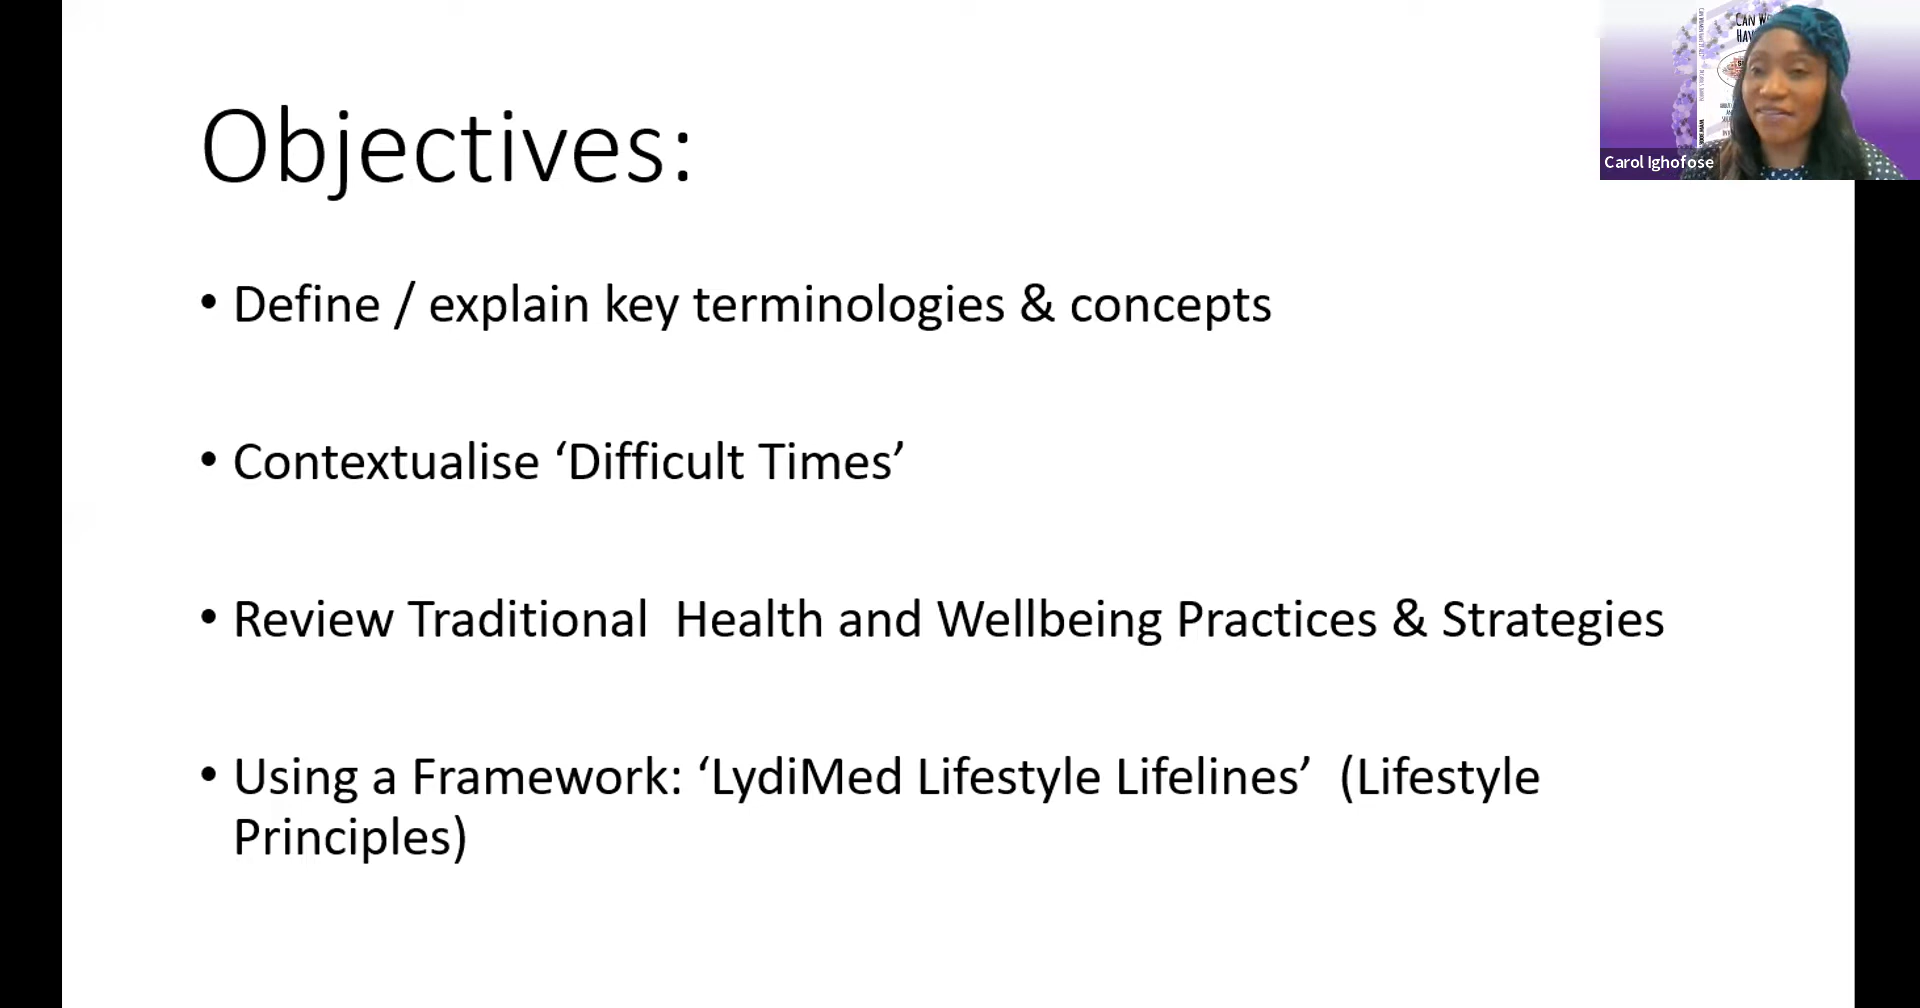 Objectives:
• Define / explain key terminologies & concepts
• Contextualise ‘Difficult Times’
• Review Traditional  Health and Wellbeing Practices & Strategies
• Using a Framework: ‘LydiMed Lifestyle Lifelines’  (Lifestyle
Principles)
Carol Ighofose